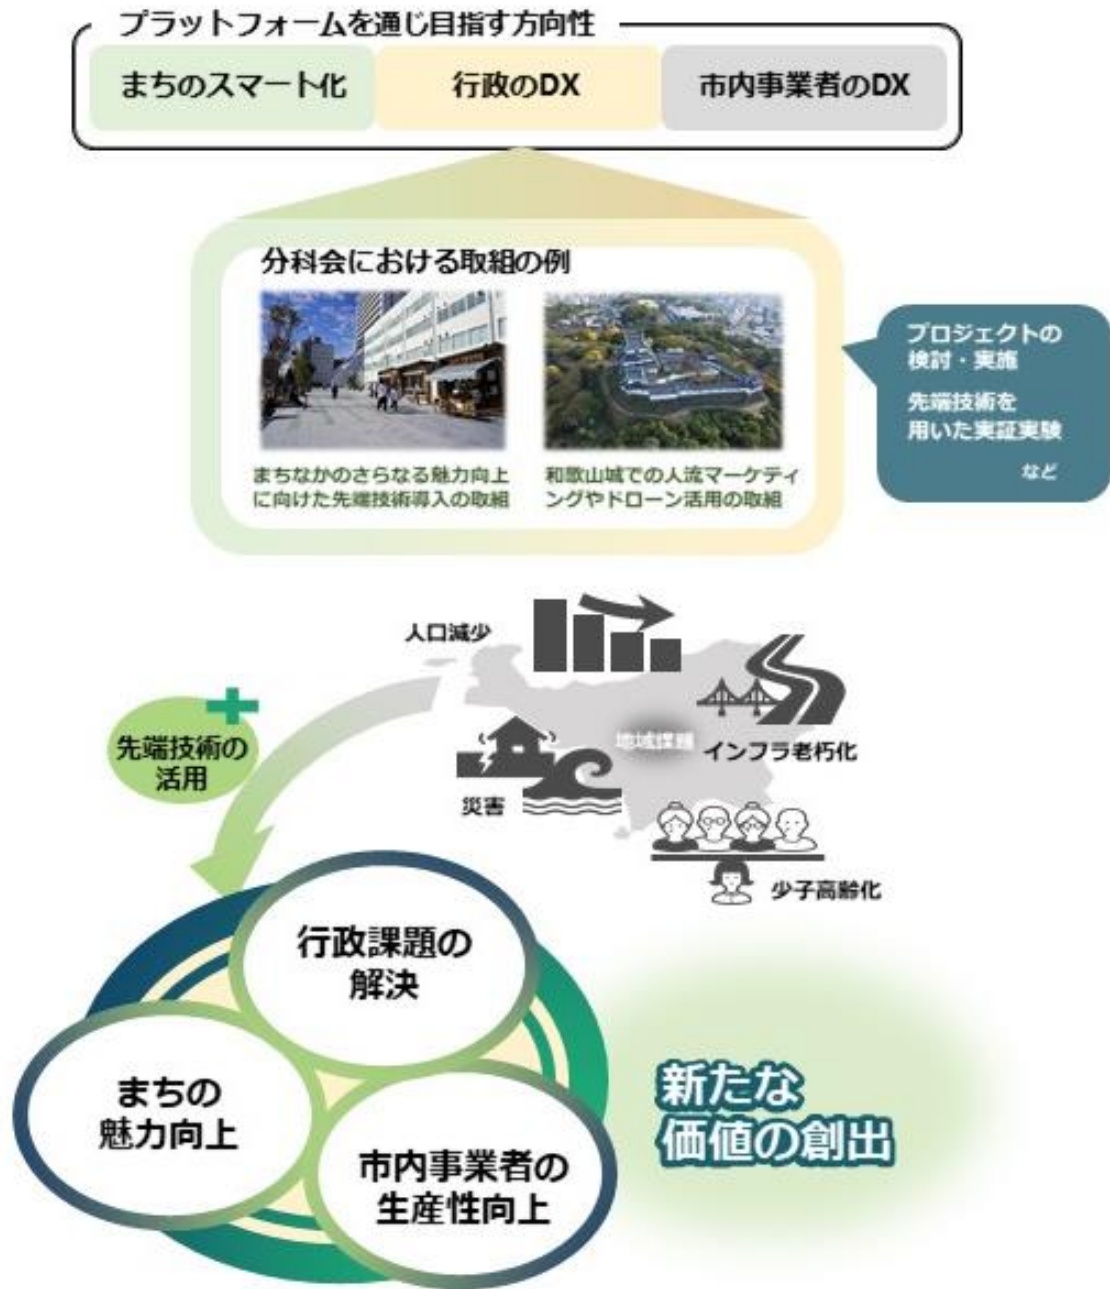 プラットフォームを通じ目指す方向性
まちのスマート化
行政のDX
市内事業者のDX
分科会における取組の例
まちなかのさらなる魅力向上
に向けた先端技術導入の取組
和歌山城での人流マーケティ
ングやドローン活用の取組
プロジェクトの
検討・実施
先端技術を
用いた実証実験
など
人口減少
地域課題
インフラ老朽化
災害
少子高齢化
先端技術の
活用
行政課題の
解決
まちの
魅力向上
市内事業者の
生産性向上
新たな
価値の創出